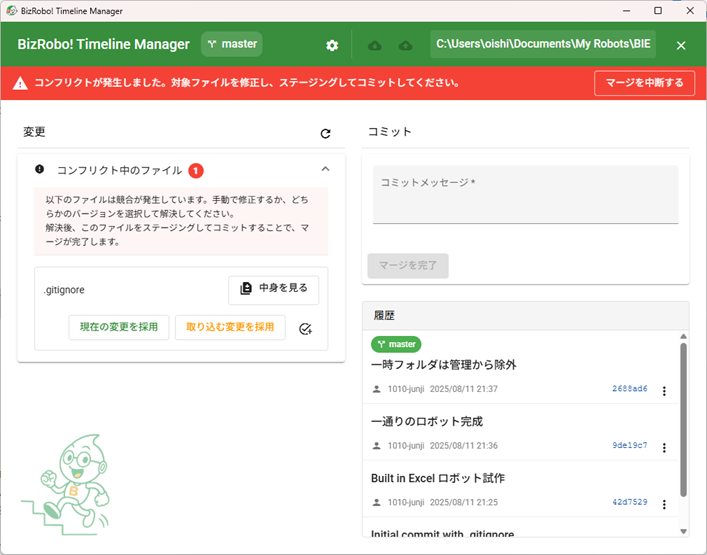 BizRobo! Timeline Manager
BizRobo! Timeline Manager
master
C:\Users\oishi\Documents\My Robots\BIE
コンフリクトが発生しました。対象ファイルを修正し、ステージングしてコミットしてください。
マージを中断する
変更
コンフリクト中のファイル 1
以下のファイルは競合が発生しています。手動で修正するか、どち
らかのバージョンを選択して解決してください。
解決後、このファイルをステージングしてコミットすることで、マ
ージが完了します。
.gitignore
中身を見る
現在の変更を採用
取り込む変更を採用
コミット
コミットメッセージ *
マージを完了
履歴
master
一時フォルダは管理から除外
1010-junji 2025/08/11 21:37 2688ad6
一通りのロボット完成
1010-junji 2025/08/11 21:36 9de19c7
Built in Excel ロボット試作
1010-junji 2025/08/11 21:25 42d7529
Initial commit with .gitignore
B